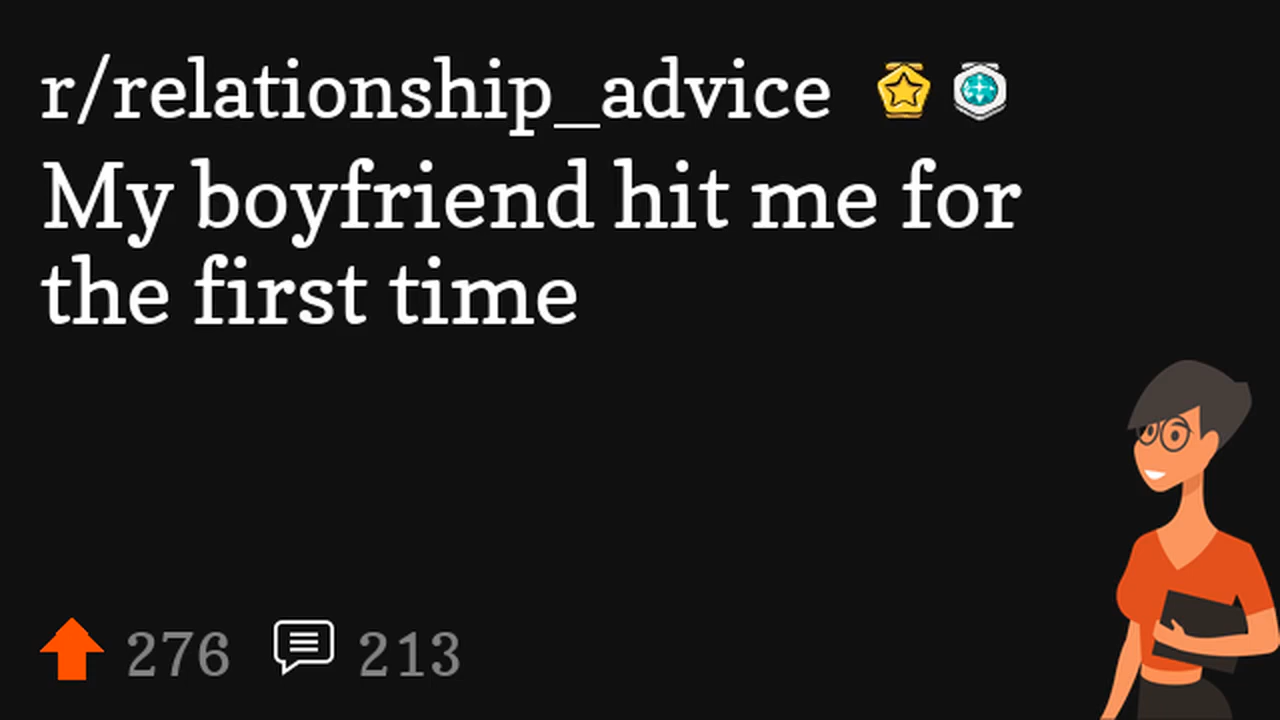 r/relationship_advice
My boyfriend hit me for
the first time
276 213